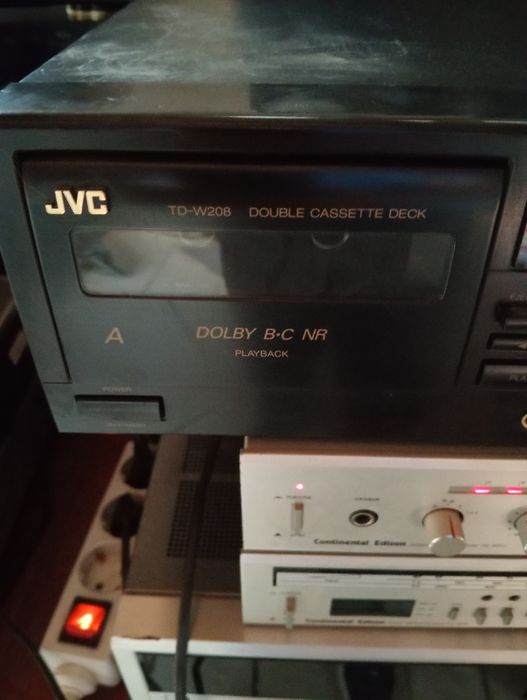 JVC
TD-W208 DOUBLE CASSETTE DECK
A
DOLBY B•C NR
PLAYBACK
POWER
Continental Edison
Continental Edison